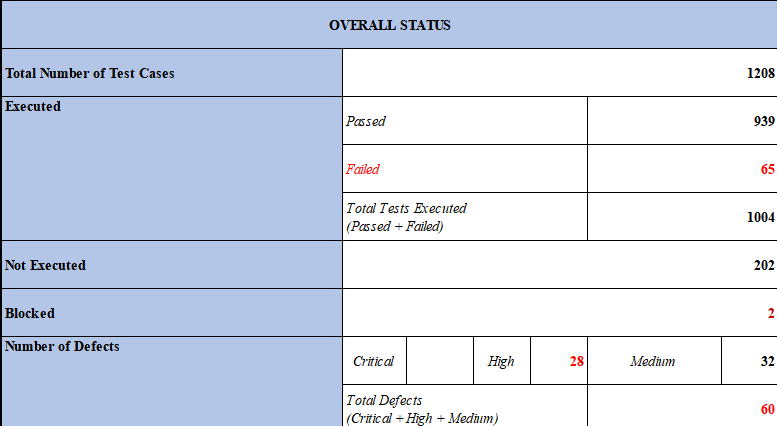 OVERALL STATUS
Total Number of Test Cases 1208
Executed
Passed 939
Failed 65
Total Tests Executed
(Passed + Failed) 1004
Not Executed 202
Blocked 2
Number of Defects
Critical High 28 Medium 32
Total Defects
(Critical + High + Medium) 60